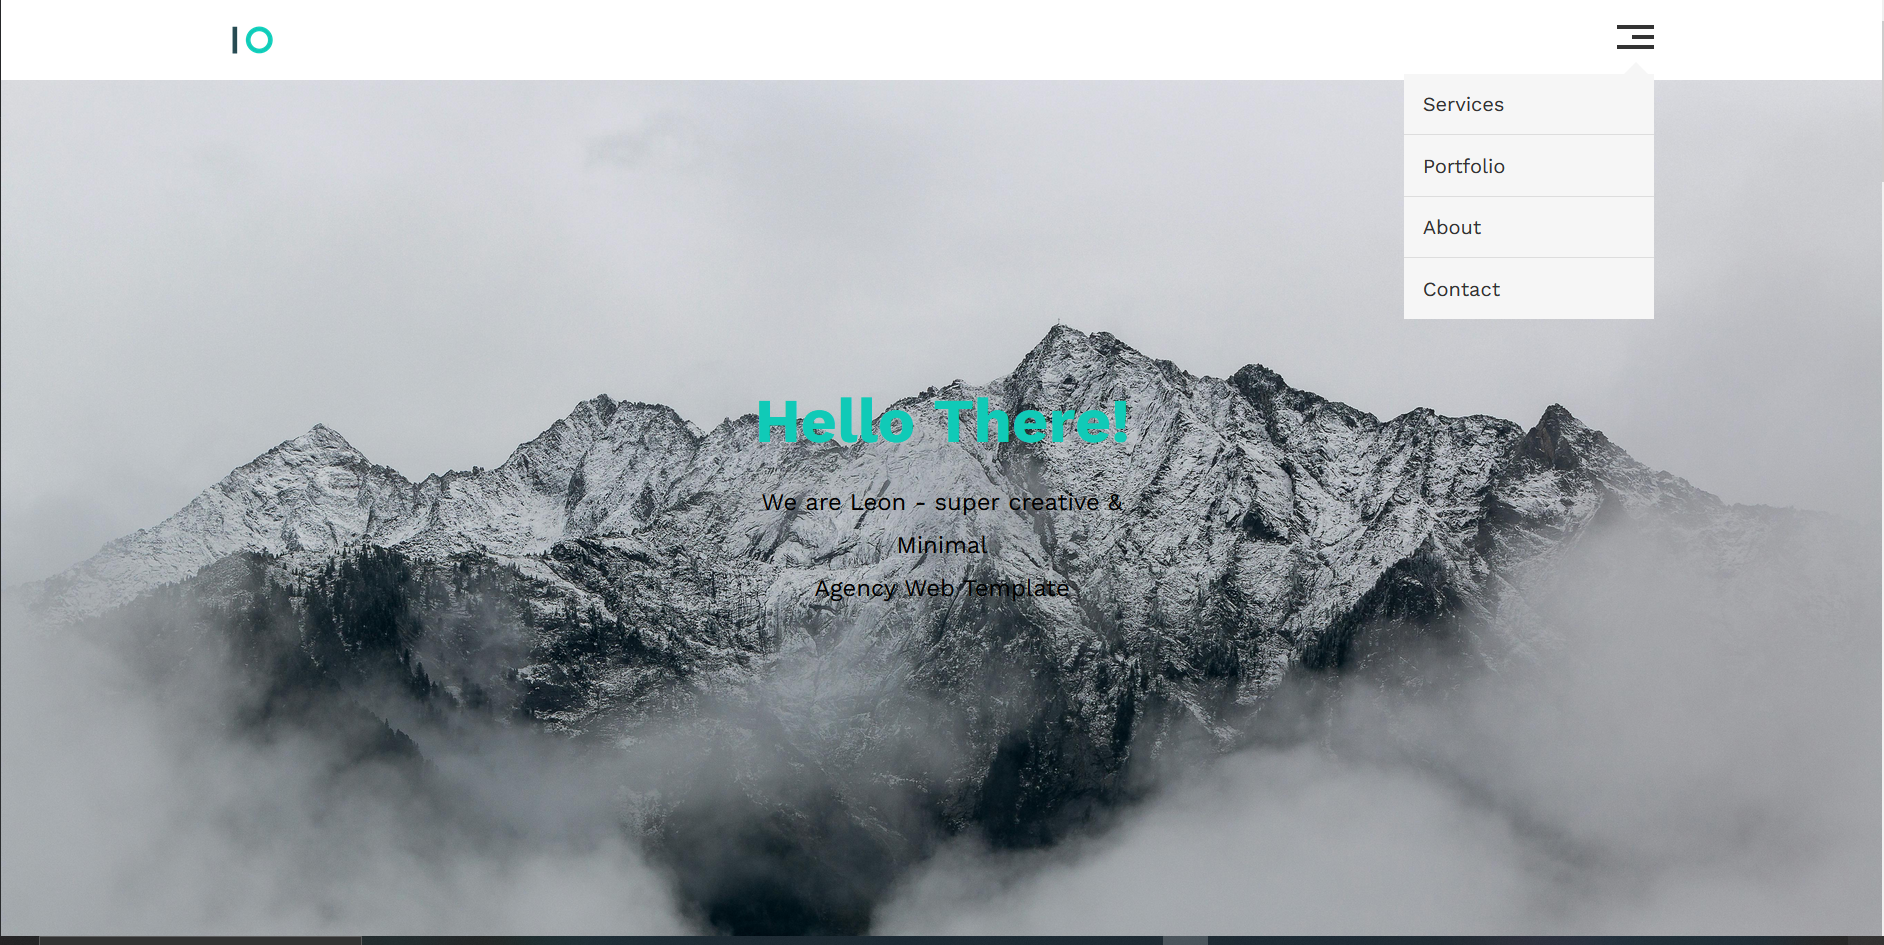 IO
Services
Portfolio
About
Contact
Hello There!
We are Leon - super creative &
Minimal
Agency Web Template